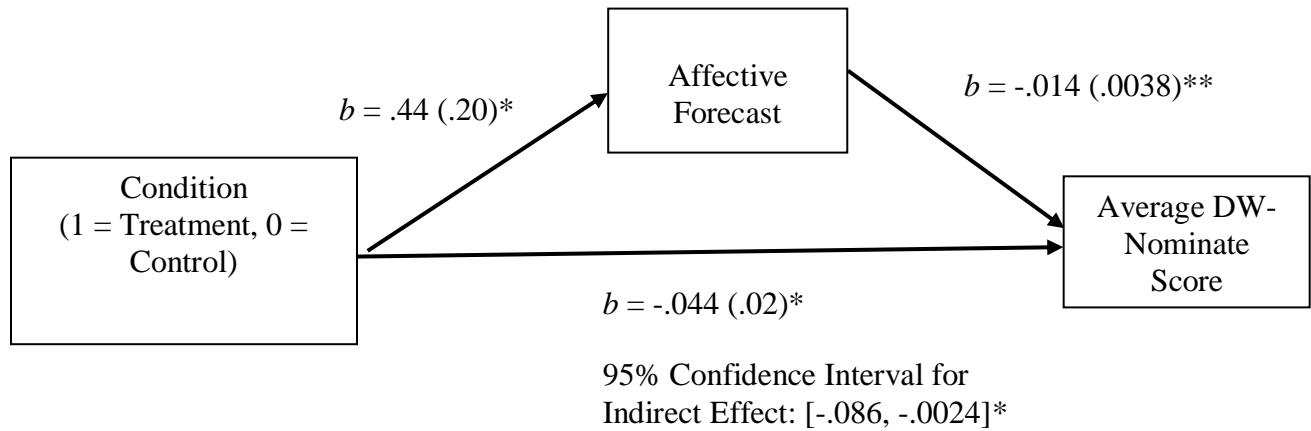 Affective
Forecast
b = .44 (.20)*
b = -.014 (.0038)**
Condition
(1 = Treatment, 0 =
Control)
Average DW-
Nominate
Score
b = -.044 (.02)*
95% Confidence Interval for
Indirect Effect: [-.086, -.0024]*